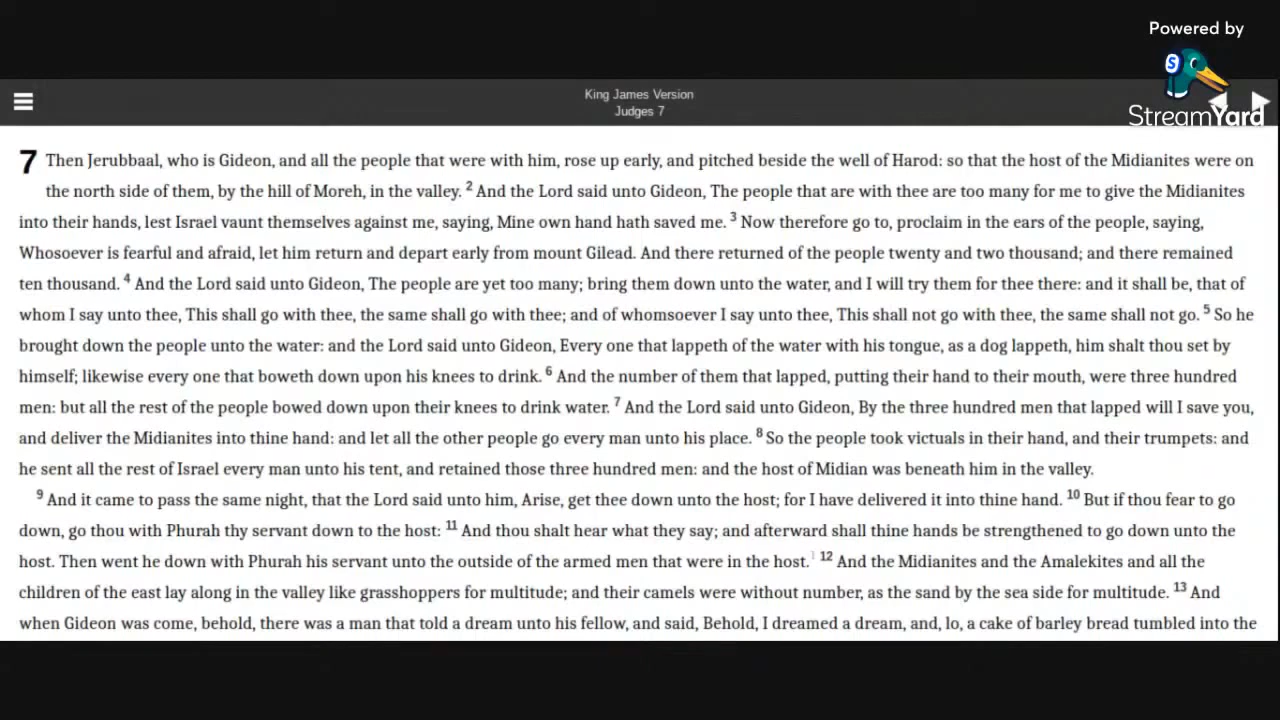 Powered by
StreamYard
King James Version
Judges 7
7 Then Jerubbaal, who is Gideon, and all the people that were with him, rose up early, and pitched beside the well of Harod: so that the host of the Midianites were on
the north side of them, by the hill of Moreh, in the valley. 2 And the Lord said unto Gideon, The people that are with thee are too many for me to give the Midianites
into their hands, lest Israel vaunt themselves against me, saying, Mine own hand hath saved me. 3 Now therefore go to, proclaim in the ears of the people, saying,
Whosoever is fearful and afraid, let him return and depart early from mount Gilead. And there returned of the people twenty and two thousand; and there remained
ten thousand. 4 And the Lord said unto Gideon, The people are yet too many; bring them down unto the water, and I will try them for thee there: and it shall be, that of
whom I say unto thee, This shall go with thee, the same shall go with thee; and of whomsoever I say unto thee, This shall not go with thee, the same shall not go. 5 So he
brought down the people unto the water: and the Lord said unto Gideon, Every one that lappeth of the water with his tongue, as a dog lappeth, him shalt thou set by
himself; likewise every one that boweth down upon his knees to drink. 6 And the number of them that lapped, putting their hand to their mouth, were three hundred
men: but all the rest of the people bowed down upon their knees to drink water. 7 And the Lord said unto Gideon, By the three hundred men that lapped will I save you,
and deliver the Midianites into thine hand: and let all the other people go every man unto his place. 8 So the people took victuals in their hand, and their trumpets: and
he sent all the rest of Israel every man unto his tent, and retained those three hundred men: and the host of Midian was beneath him in the valley.
9 And it came to pass the same night, that the Lord said unto him, Arise, get thee down unto the host; for I have delivered it into thine hand. 10 But if thou fear to go
down, go thou with Phurah thy servant down to the host: 11 And thou shalt hear what they say; and afterward shall thine hands be strengthened to go down unto the
host. Then went he down with Phurah his servant unto the outside of the armed men that were in the host. 12 And the Midianites and the Amalekites and all the
children of the east lay along in the valley like grasshoppers for multitude; and their camels were without number, as the sand by the sea side for multitude. 13 And
when Gideon was come, behold, there was a man that told a dream unto his fellow, and said, Behold, I dreamed a dream, and, lo, a cake of barley bread tumbled into the